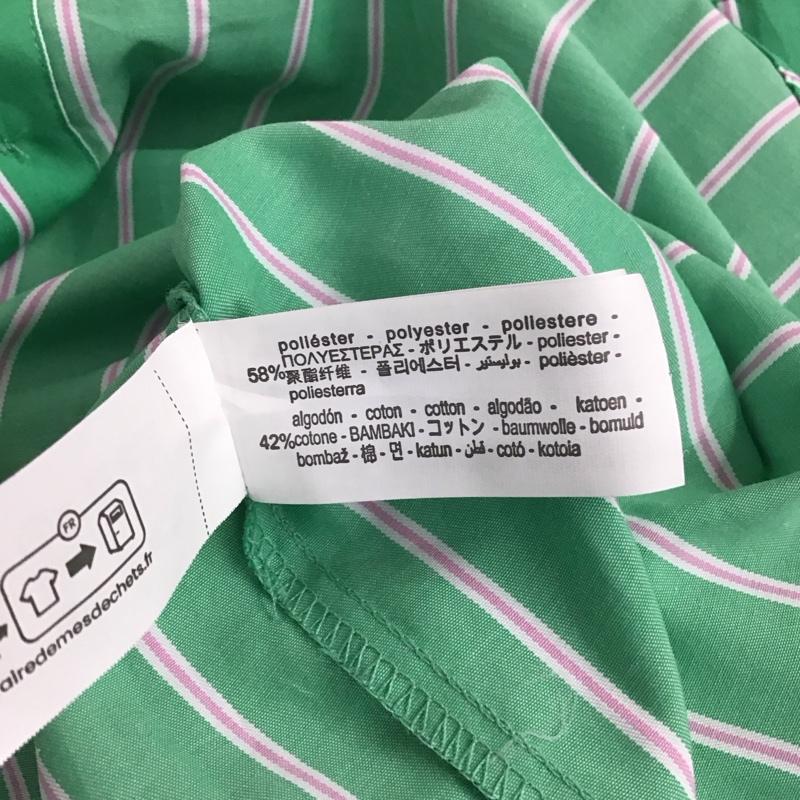 poliéster - polyester - poliestere -
ΠΟΛΥΕΣΤΕΡΑΣ - ポリエステル - poliester -
58% 聚酯纤维 - 폴리에스터 - بوليستير - polièster -
poliesterra
algodón - coton - cotton - algodão - katoen -
42% cotone - BAMBAKI - コットン - baumwolle - bomuld
bombaž - 棉 - 면 - katun - قطن - cotó - kotoia
FR
alredemesdechets.fr